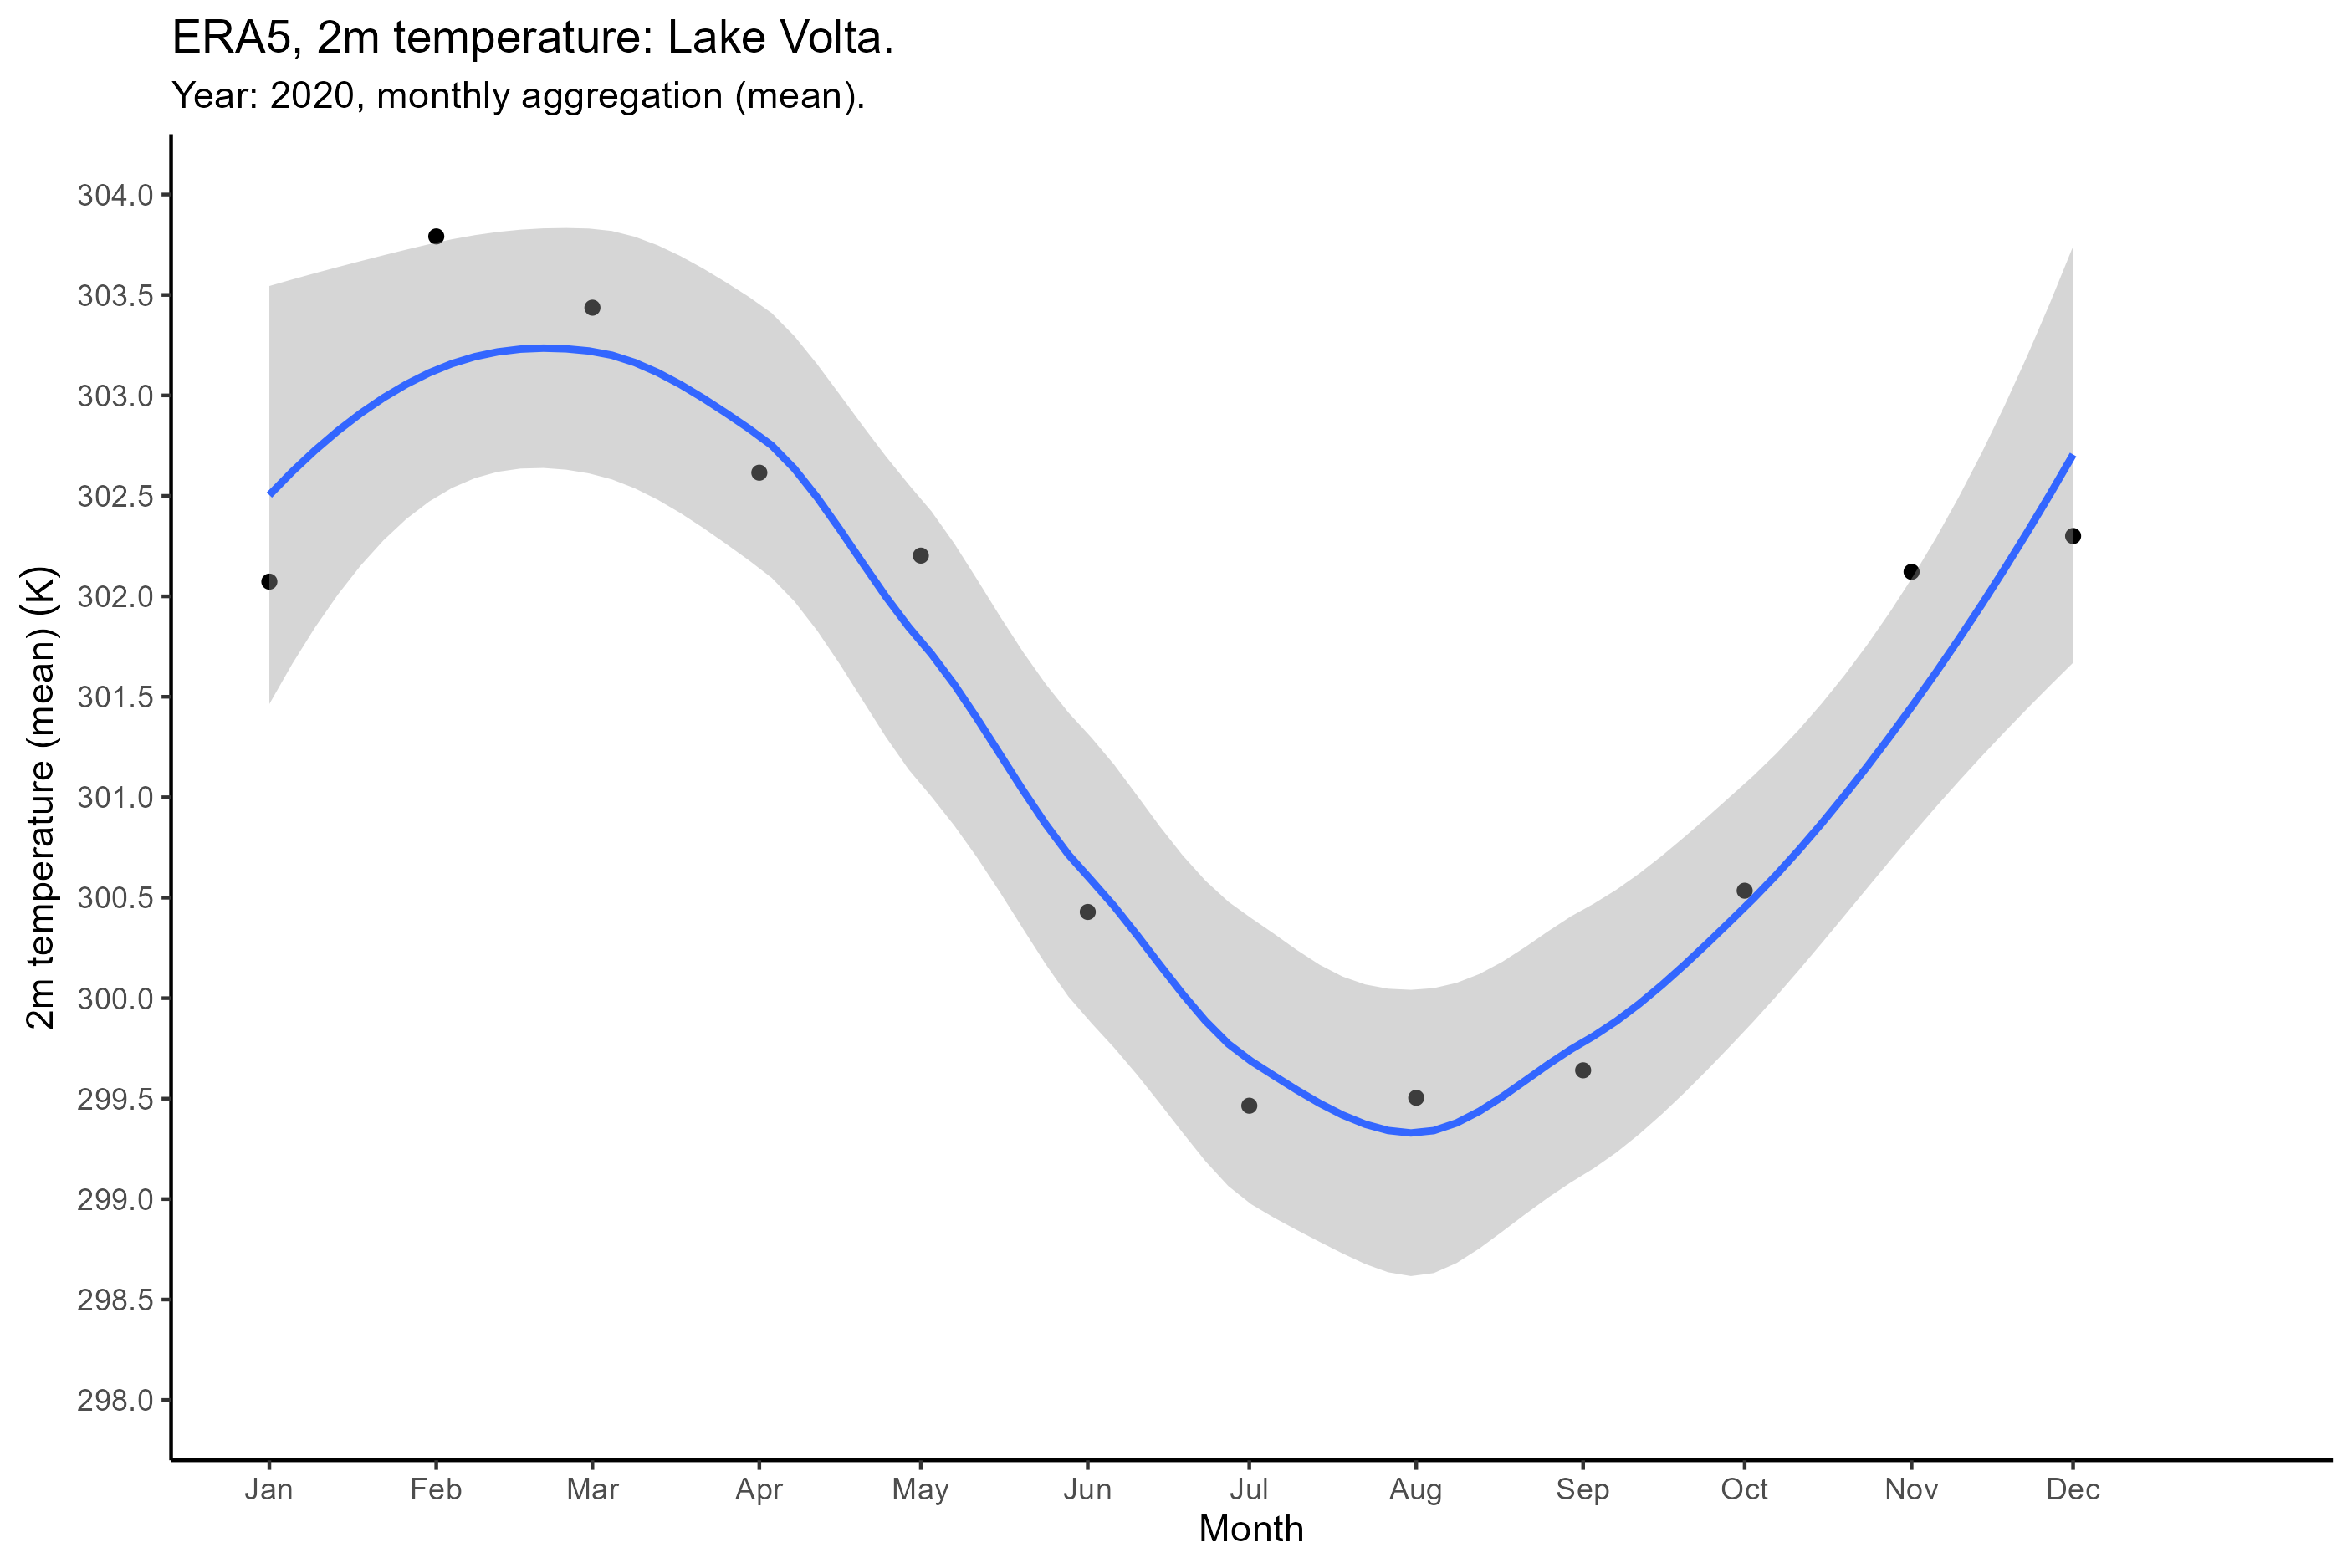 ERA5, 2m temperature: Lake Volta.
Year: 2020, monthly aggregation (mean).
2m temperature (mean) (K)
304.0
303.5
303.0
302.5
302.0
301.5
301.0
300.5
300.0
299.5
299.0
298.5
298.0
Jan Feb Mar Apr May Jun Jul Aug Sep Oct Nov Dec
Month